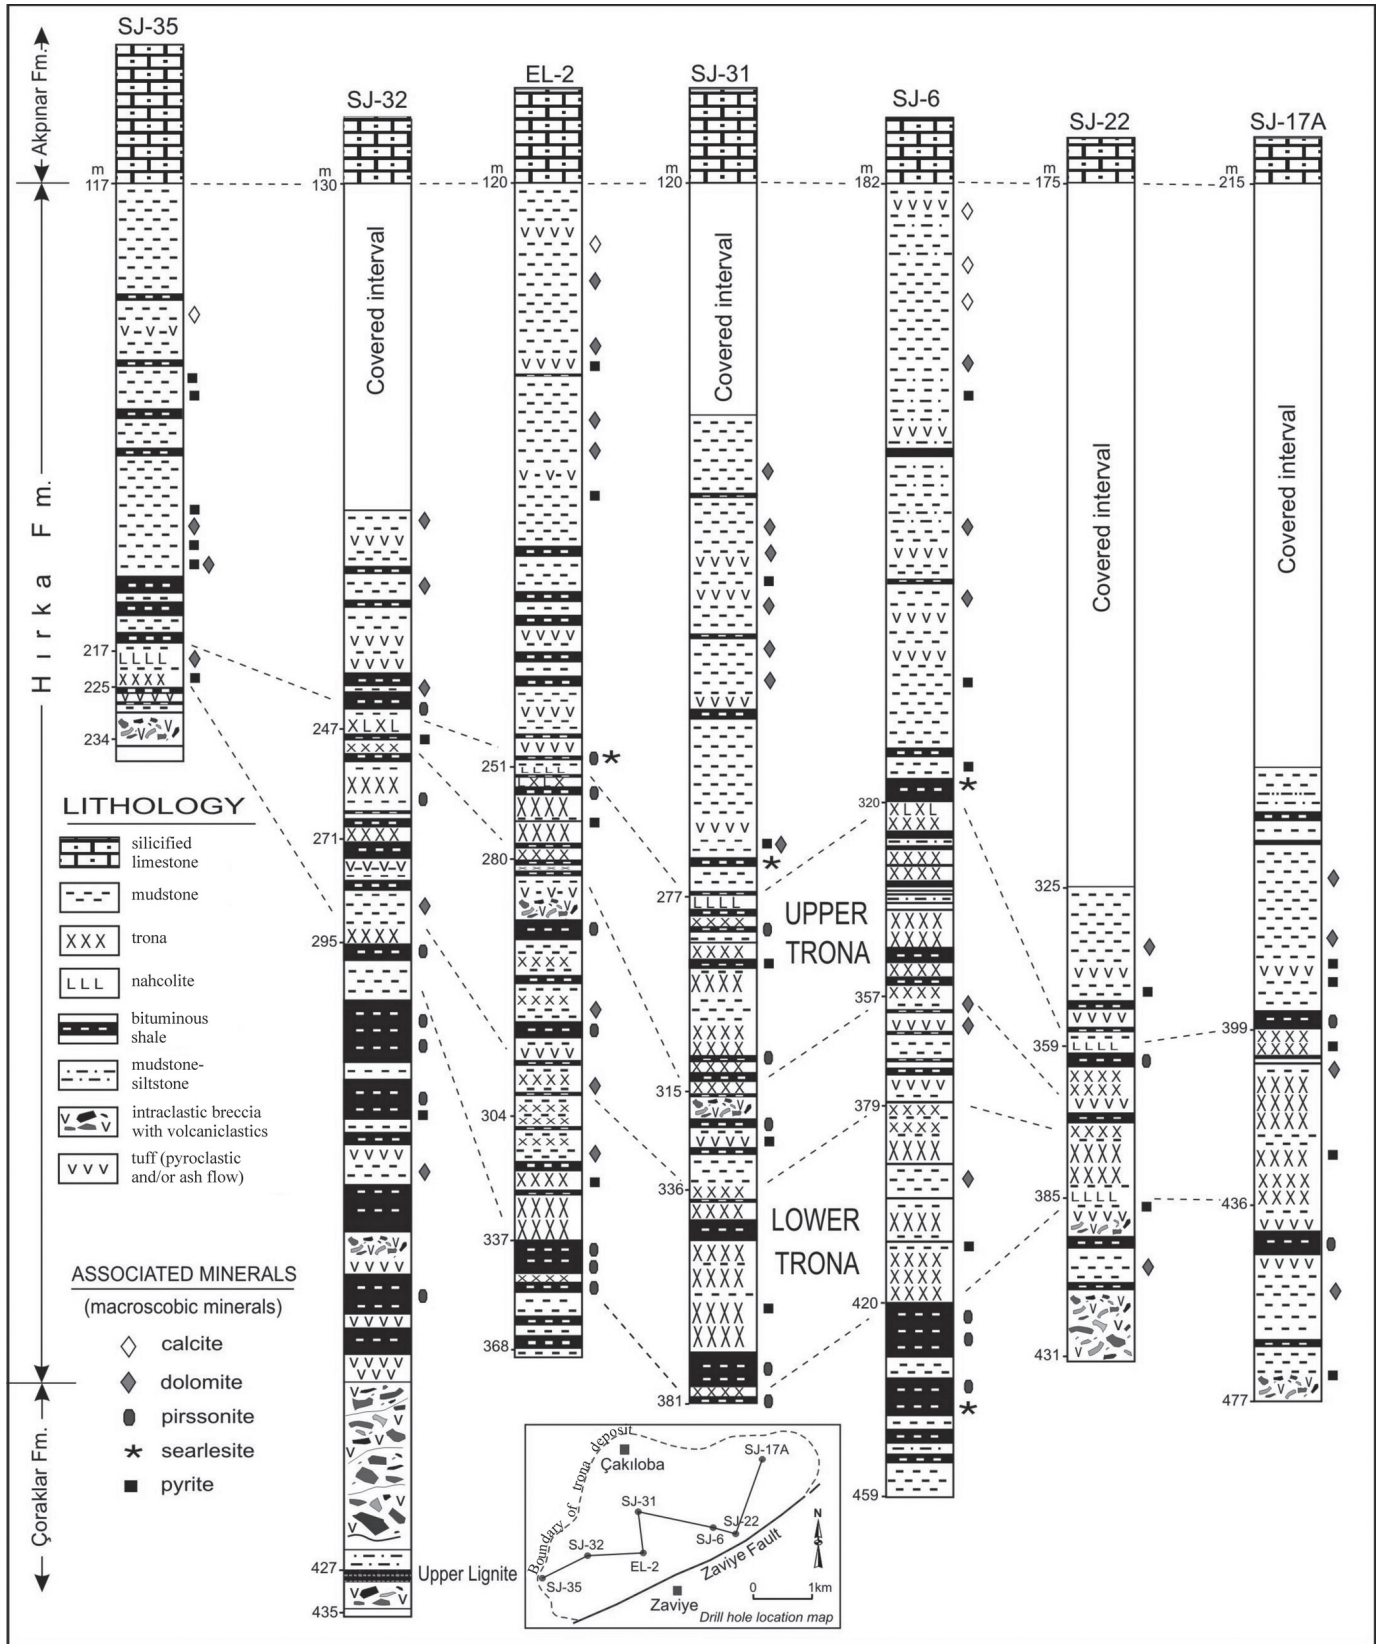 SJ-35
SJ-32
EL-2
SJ-31
SJ-6
SJ-22
SJ-17A
Akpınar Fm.
Hırka Fm.
Çoraklar Fm.
m
117
217
225
234
130
Covered interval
247
271
295
427
435
Upper Lignite
m
120
251
280
304
337
368
m
120
Covered interval
277
315
336
381
UPPER
TRONA
LOWER
TRONA
m
182
320
357
379
420
459
m
175
Covered interval
325
359
385
431
m
215
Covered interval
399
436
477
LITHOLOGY
silicified
limestone
mudstone
X X X
trona
L L L
nahcolite
bituminous
shale
mudstone-
siltstone
intraclastic breccia
with volcaniclastics
V V V
tuff (pyroclastic
and/or ash flow)
ASSOCIATED MINERALS
(macroscobic minerals)
calcite
dolomite
pirssonite
searlesite
pyrite
Boundary of trona deposit
Çakıloba
SJ-17A
SJ-31
SJ-22
SJ-6
SJ-32
EL-2
SJ-35
Zaviye Fault
Zaviye
N
0 1km
Drill hole location map